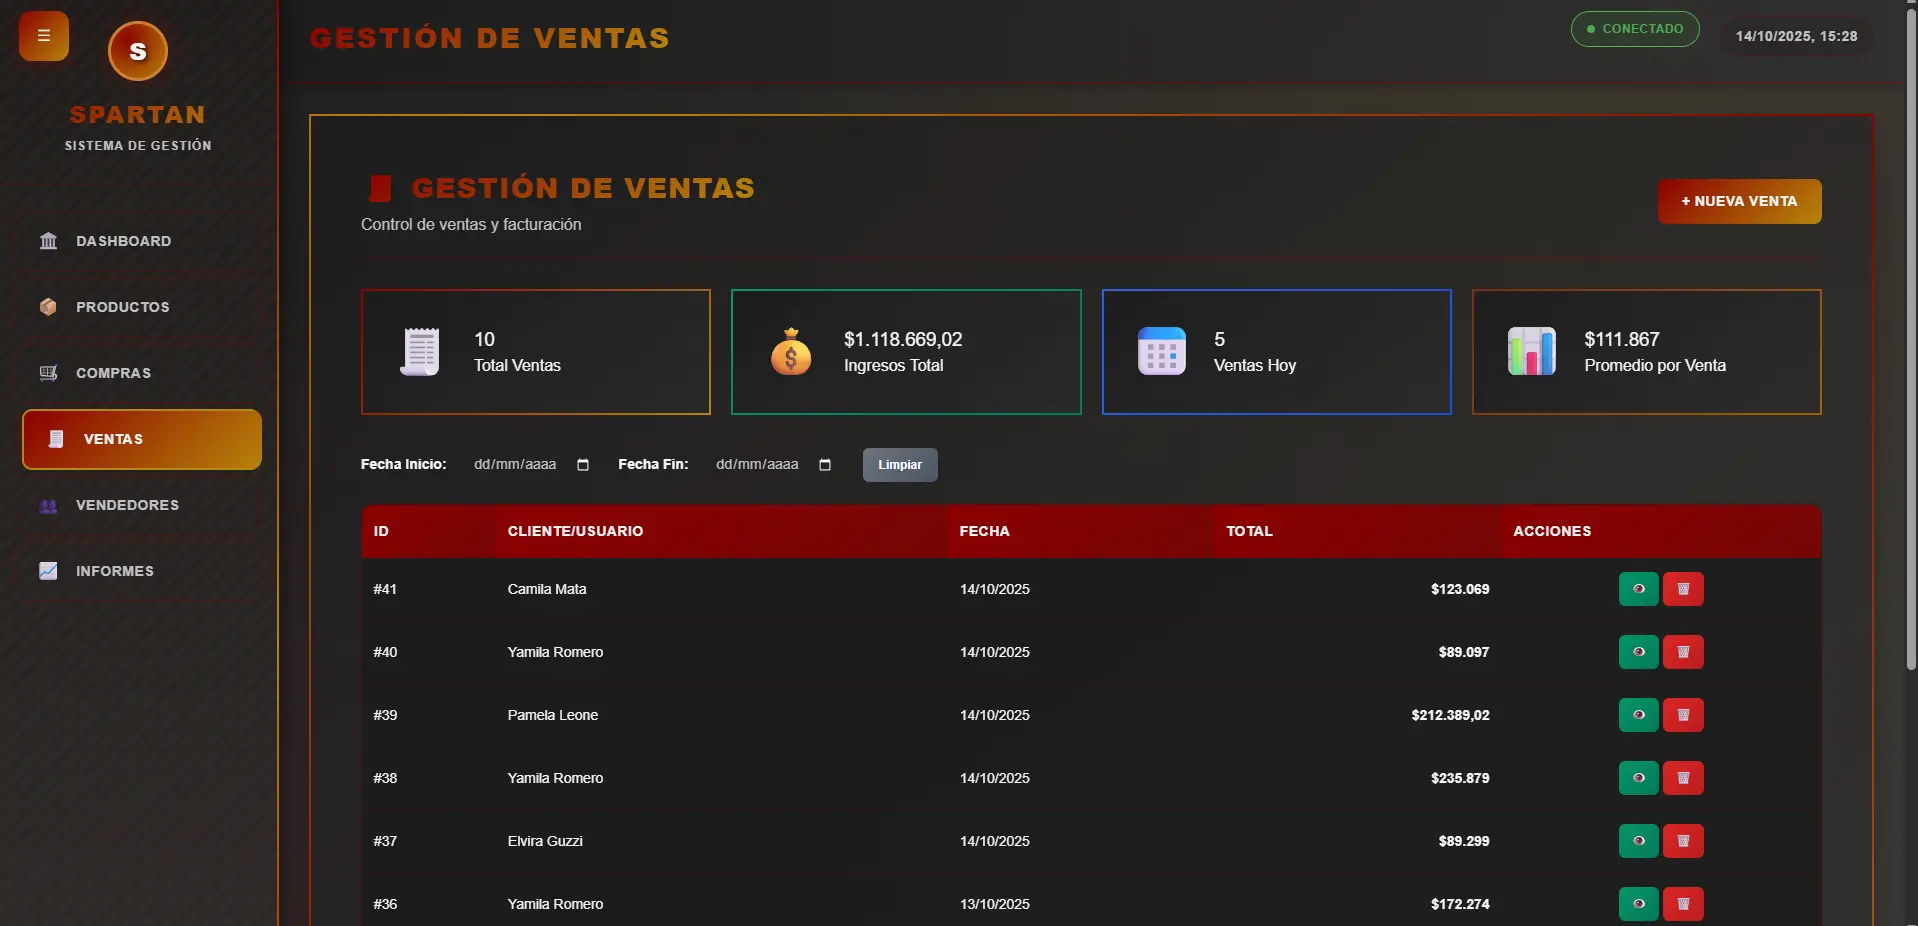 ☰
S
SPARTAN
SISTEMA DE GESTIÓN
DASHBOARD
PRODUCTOS
COMPRAS
VENTAS
VENDEDORES
INFORMES
GESTIÓN DE VENTAS
CONECTADO
14/10/2025, 15:28
GESTIÓN DE VENTAS
Control de ventas y facturación
+ NUEVA VENTA
10
Total Ventas
$1.118.669,02
Ingresos Total
5
Ventas Hoy
$111.867
Promedio por Venta
Fecha Inicio: dd/mm/aaaa Fecha Fin: dd/mm/aaaa Limpiar
ID CLIENTE/USUARIO FECHA TOTAL ACCIONES
#41 Camila Mata 14/10/2025 $123.069
#40 Yamila Romero 14/10/2025 $89.097
#39 Pamela Leone 14/10/2025 $212.389,02
#38 Yamila Romero 14/10/2025 $235.879
#37 Elvira Guzzi 14/10/2025 $89.299
#36 Yamila Romero 13/10/2025 $172.274